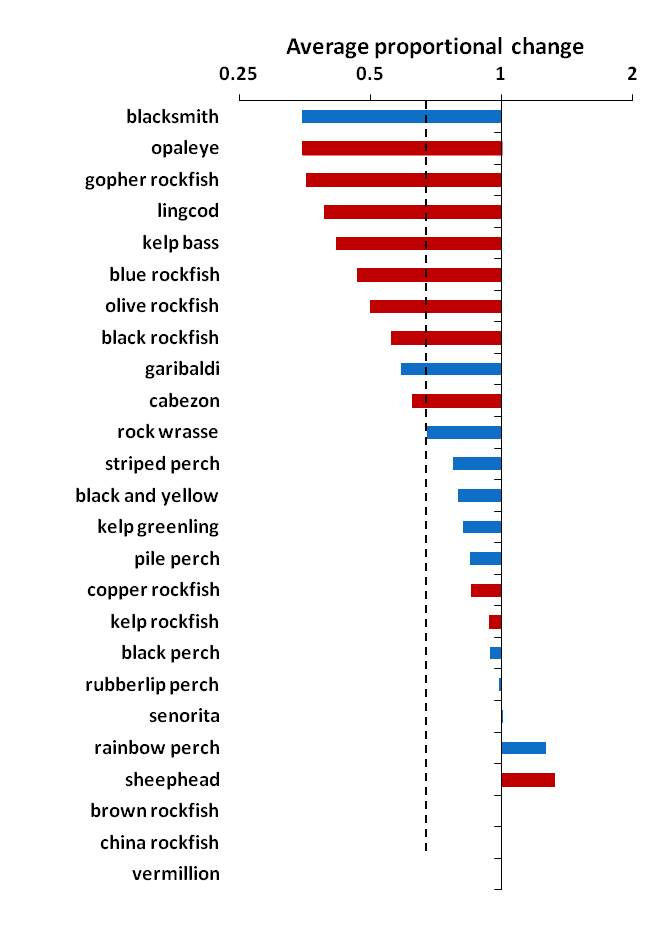 Average proportional change
0.25 0.5 1 2
blacksmith
opaleye
gopher rockfish
lingcod
kelp bass
blue rockfish
olive rockfish
black rockfish
garibaldi
cabezon
rock wrasse
striped perch
black and yellow
kelp greenling
pile perch
copper rockfish
kelp rockfish
black perch
rubberlip perch
senorita
rainbow perch
sheephead
brown rockfish
china rockfish
vermillion